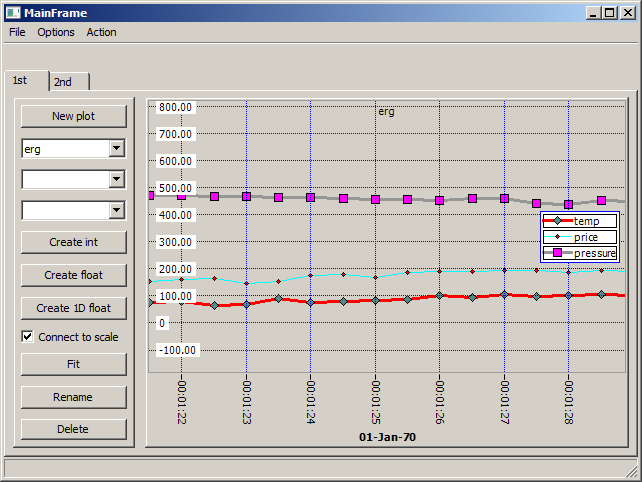 MainFrame
File Options Action
1st 2nd
New plot
erg
Create int
Create float
Create 1D float
Connect to scale
Fit
Rename
Delete
erg
800.00
700.00
600.00
500.00
400.00
300.00
200.00
100.00
0
-100.00
temp
price
pressure
00:01:22
00:01:23
00:01:24
00:01:25
00:01:26
00:01:27
00:01:28
01-Jan-70